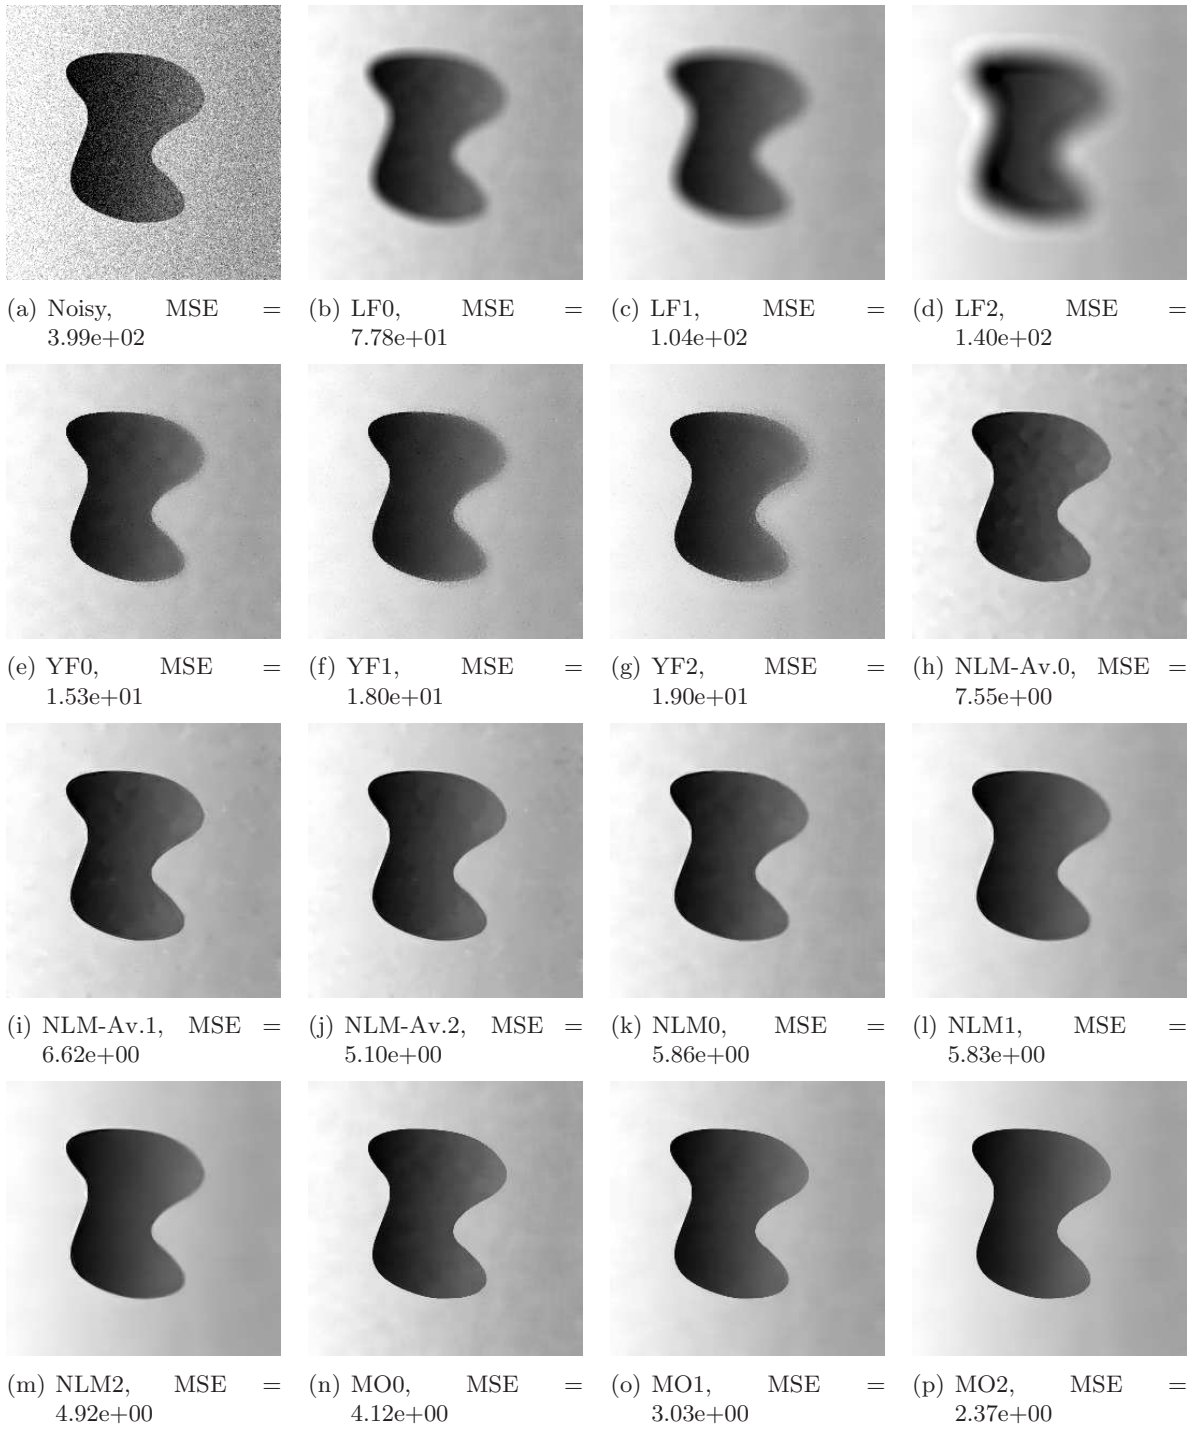 (a) Noisy, MSE =
3.99e+02
(b) LF0, MSE =
7.78e+01
(c) LF1, MSE =
1.04e+02
(d) LF2, MSE =
1.40e+02
(e) YF0, MSE =
1.53e+01
(f) YF1, MSE =
1.80e+01
(g) YF2, MSE =
1.90e+01
(h) NLM-Av.0, MSE =
7.55e+00
(i) NLM-Av.1, MSE =
6.62e+00
(j) NLM-Av.2, MSE =
5.10e+00
(k) NLM0, MSE =
5.86e+00
(l) NLM1, MSE =
5.83e+00
(m) NLM2, MSE =
4.92e+00
(n) MO0, MSE =
4.12e+00
(o) MO1, MSE =
3.03e+00
(p) MO2, MSE =
2.37e+00